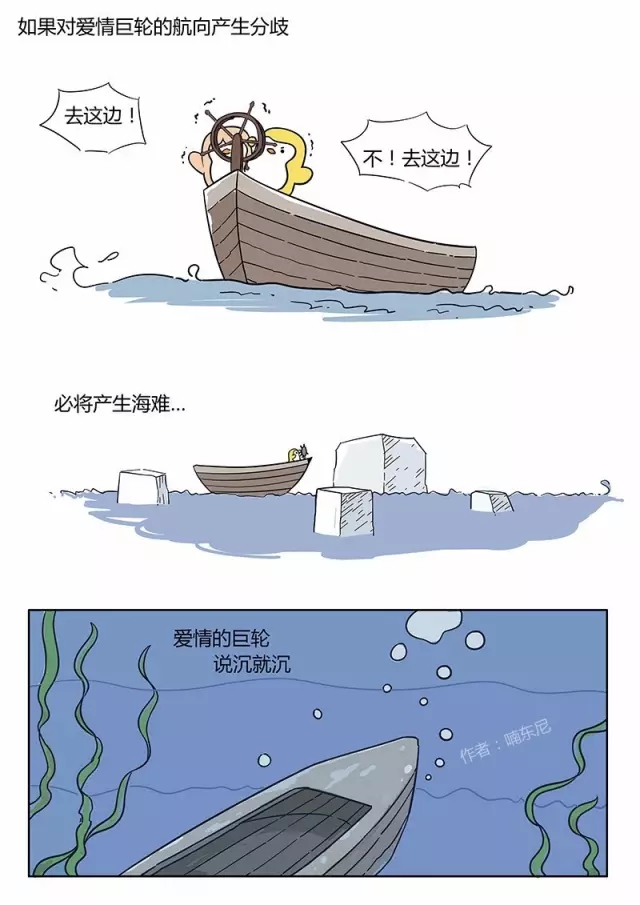 如果对爱情巨轮的航向产生分歧
去这边！
不！去这边！
必将产生海难...
爱情的巨轮
说沉就沉
作者：喃东尼